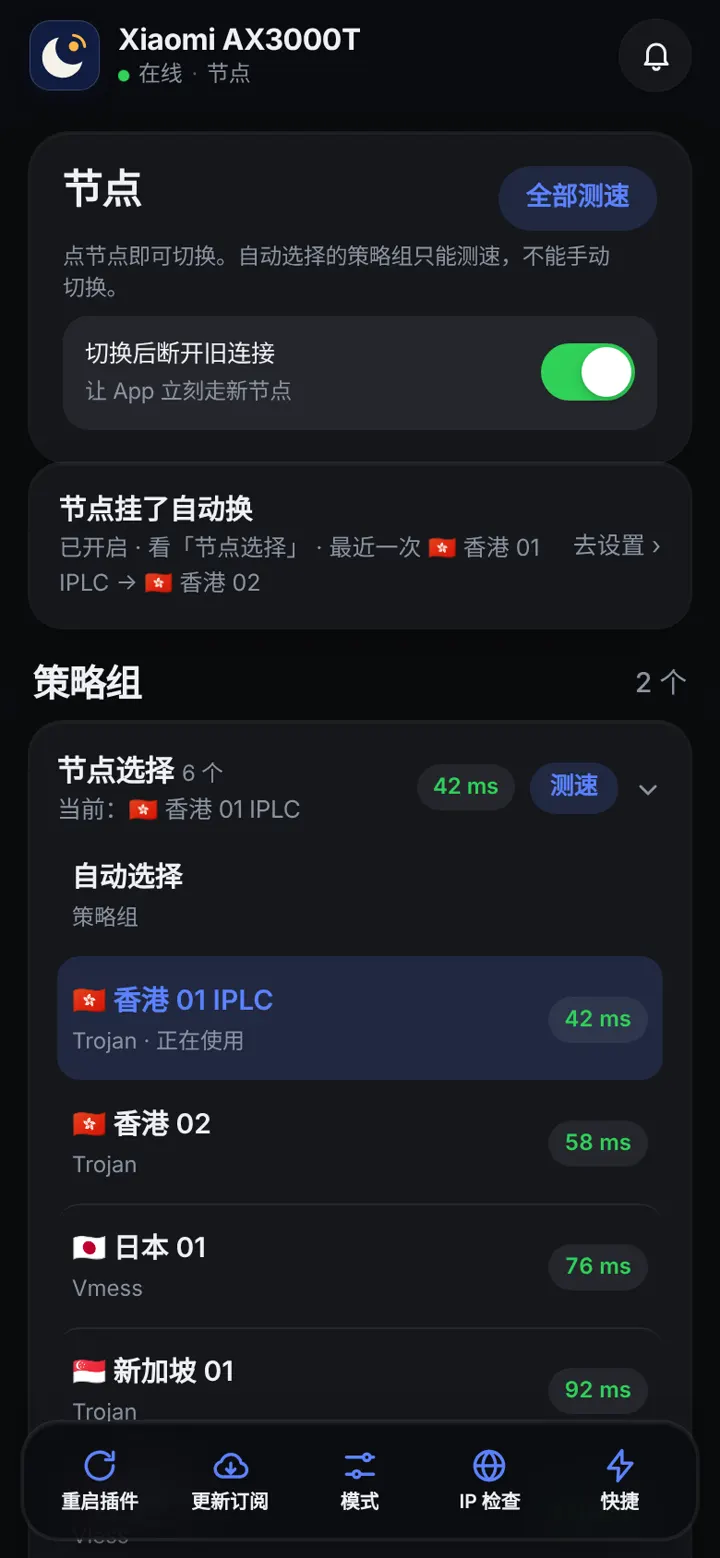 Xiaomi AX3000T
在线 · 节点
节点
全部测速
点节点即可切换。自动选择的策略组只能测速，不能手动
切换。
切换后断开旧连接
让 App 立刻走新节点
节点挂了自动换
已开启 · 看「节点选择」 · 最近一次 🇭🇰 香港 01
IPLC → 🇭🇰 香港 02
去设置 ›
策略组
2 个
节点选择 6 个
当前：🇭🇰 香港 01 IPLC
42 ms
测速
自动选择
策略组
🇭🇰 香港 01 IPLC
Trojan · 正在使用
42 ms
🇭🇰 香港 02
Trojan
58 ms
🇯🇵 日本 01
Vmess
76 ms
🇸🇬 新加坡 01
Trojan
92 ms
重启插件
更新订阅
模式
IP 检查
快捷
Vless